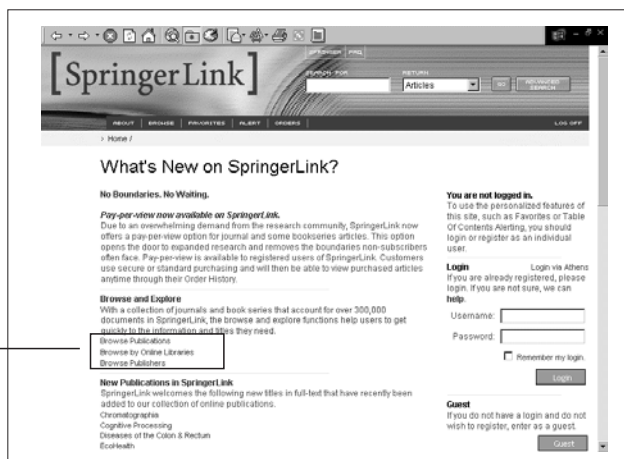 SPRINGER FAQ
[SpringerLink]
SEARCH FOR
RETURN
Articles
GO
ADVANCED SEARCH
ABOUT BROWSE FAVORITES ALERT ORDERS
LOG OFF
› Home /
What's New on SpringerLink?
No Boundaries. No Waiting.
Pay-per-view now available on SpringerLink.
Due to an overwhelming demand from the research community, SpringerLink now
offers a pay-per-view option for journal and some bookseries articles. This option
opens the door to expanded research and removes the boundaries non-subscribers
often face. Pay-per-view is available to registered users of SpringerLink. Customers
use secure or standard purchasing and will then be able to view purchased articles
anytime through their Order History.
Browse and Explore
With a collection of journals and book series that account for over 300,000
documents in SpringerLink, the browse and explore functions help users to get
quickly to the information and titles they need.
Browse Publications
Browse by Online Libraries
Browse Publishers
New Publications in SpringerLink
SpringerLink welcomes the following new titles in full-text that have recently been
added to our collection of online publications.
Chromatographia
Cognitive Processing
Diseases of the Colon & Rectum
EcoHealth
You are not logged in.
To use the personalized features of
this site, such as Favorites or Table
Of Contents Alerting, you should
login or register as an individual
user.
Login
Login via Athens
If you are already registered, please
login. If you are not sure, we can
help.
Username:
Password:
Remember my login.
Login
Guest
If you do not have a login and do not
wish to register, enter as a guest.
Guest